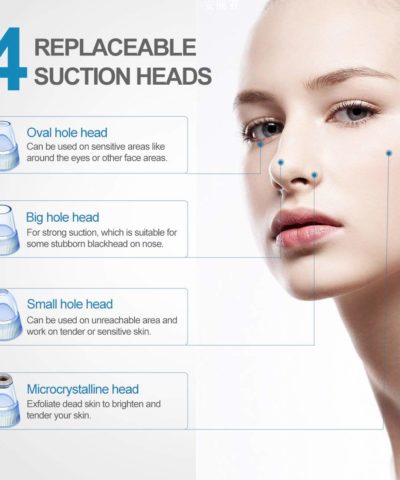 4 REPLACEABLE
SUCTION HEADS
Oval hole head
Can be used on sensitive areas like
around the eyes or other face areas.
Big hole head
For strong suction, which is suitable for
some stubborn blackhead on nose.
Small hole head
Can be used on unreachable area and
work on tender or sensitive skin.
Microcrystalline head
Exfoliate dead skin to brighten and
tender your skin.